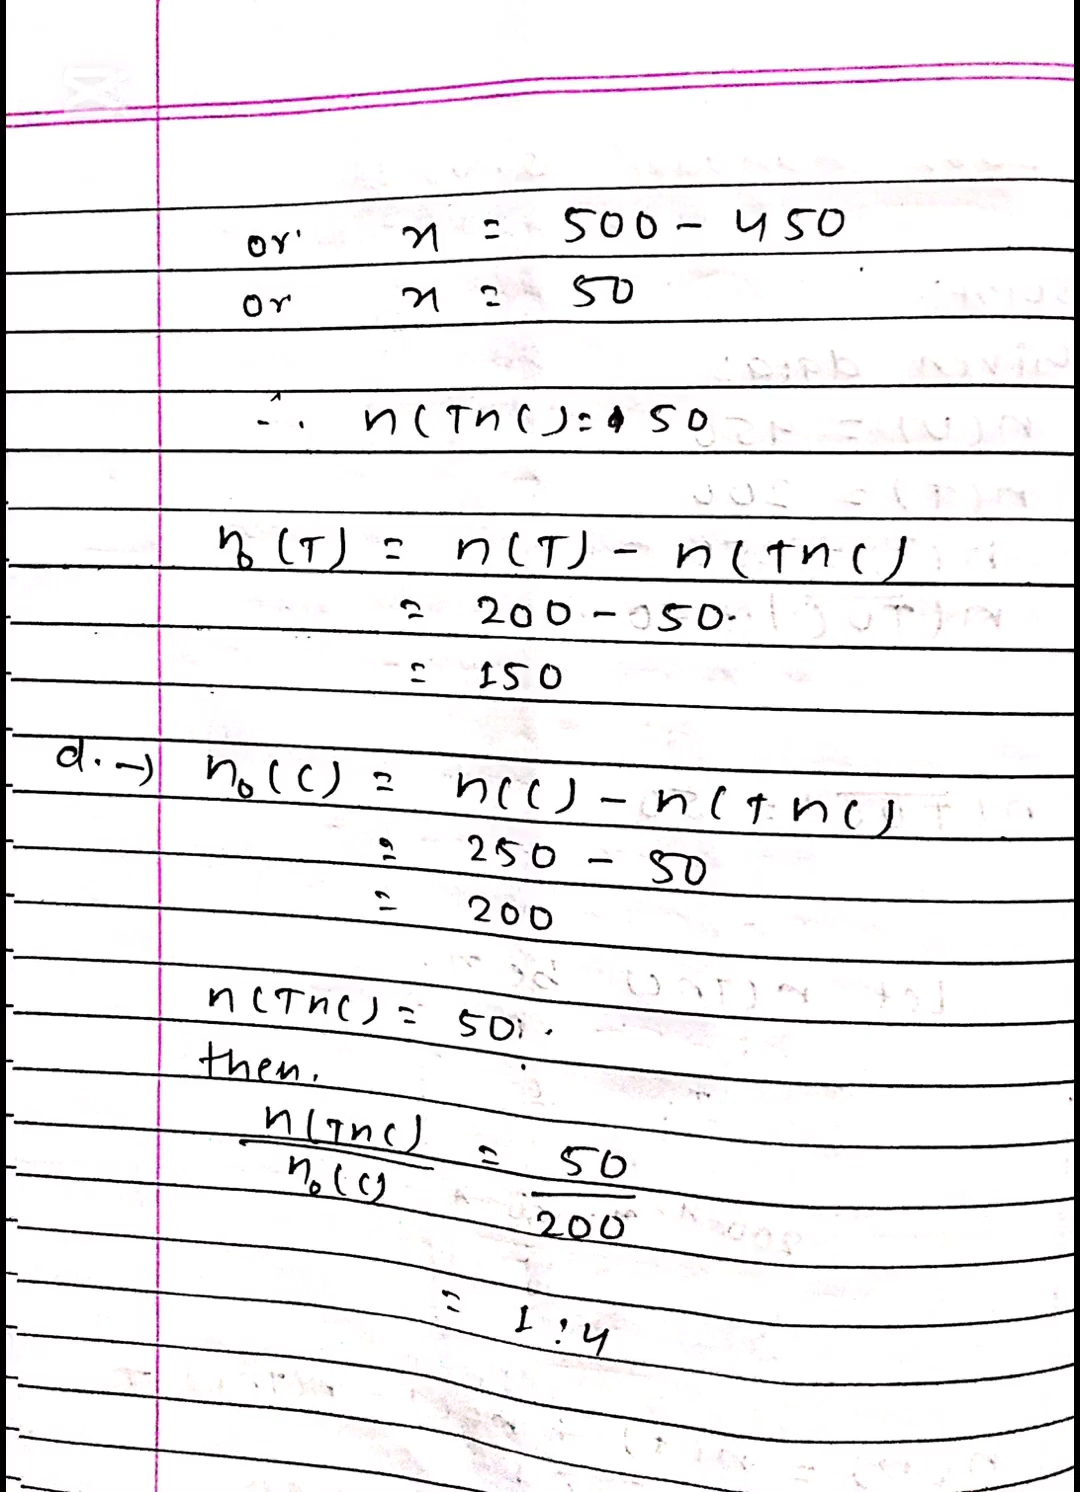 or x = 500 - 450
or x = 50
∴ n(T∩C) = 50
n₀(T) = n(T) - n(T∩C)
= 200 - 50
= 150
d. → n₀(C) = n(C) - n(T∩C)
= 250 - 50
= 200
n(T∩C) = 50
then,
n(T∩C) = 50
n₀(C) 200
= 1:4